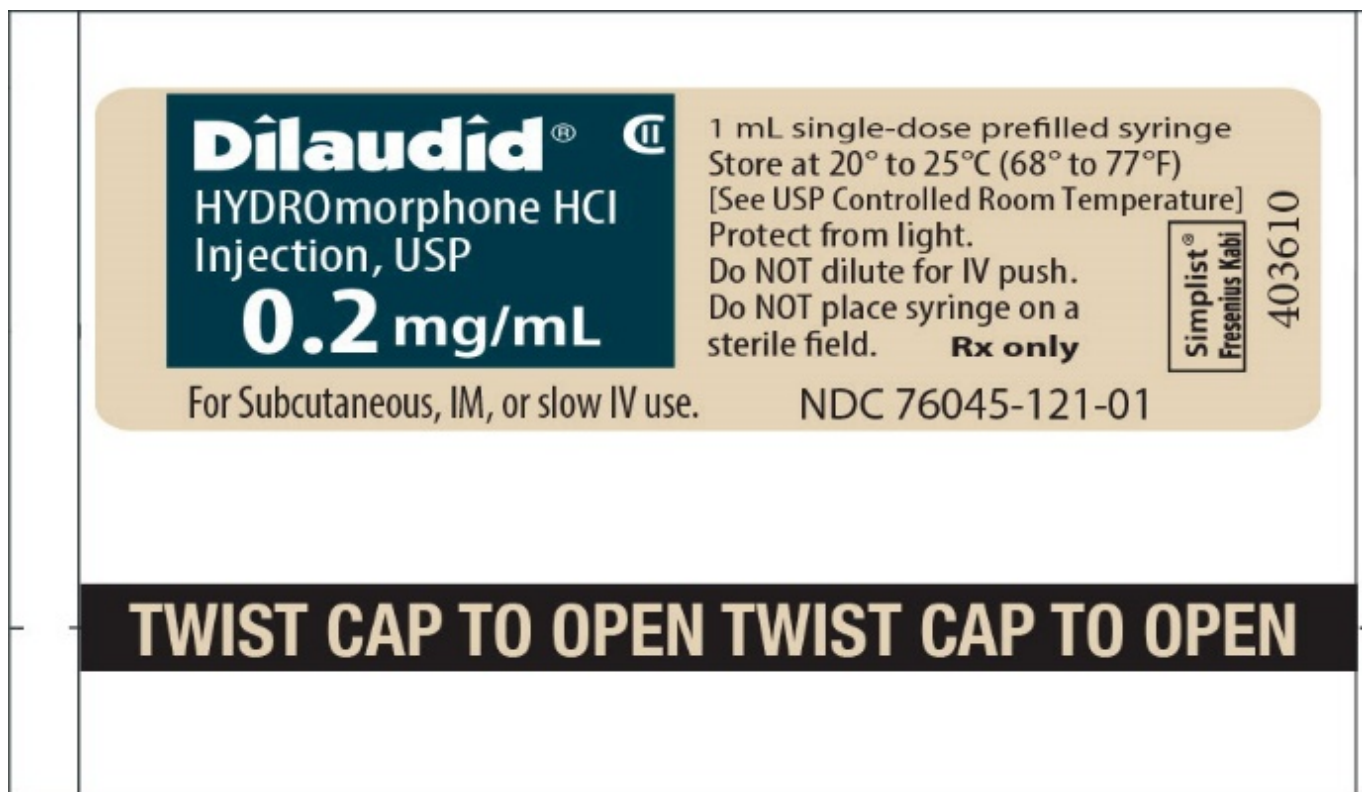 Dilaudid® CII
HYDROmorphone HCl
Injection, USP
0.2 mg/mL
For Subcutaneous, IM, or slow IV use.
1 mL single-dose prefilled syringe
Store at 20° to 25°C (68° to 77°F)
[See USP Controlled Room Temperature]
Protect from light.
Do NOT dilute for IV push.
Do NOT place syringe on a
sterile field. Rx only
NDC 76045-121-01
Simplist®
Fresenius Kabi
403610
TWIST CAP TO OPEN TWIST CAP TO OPEN